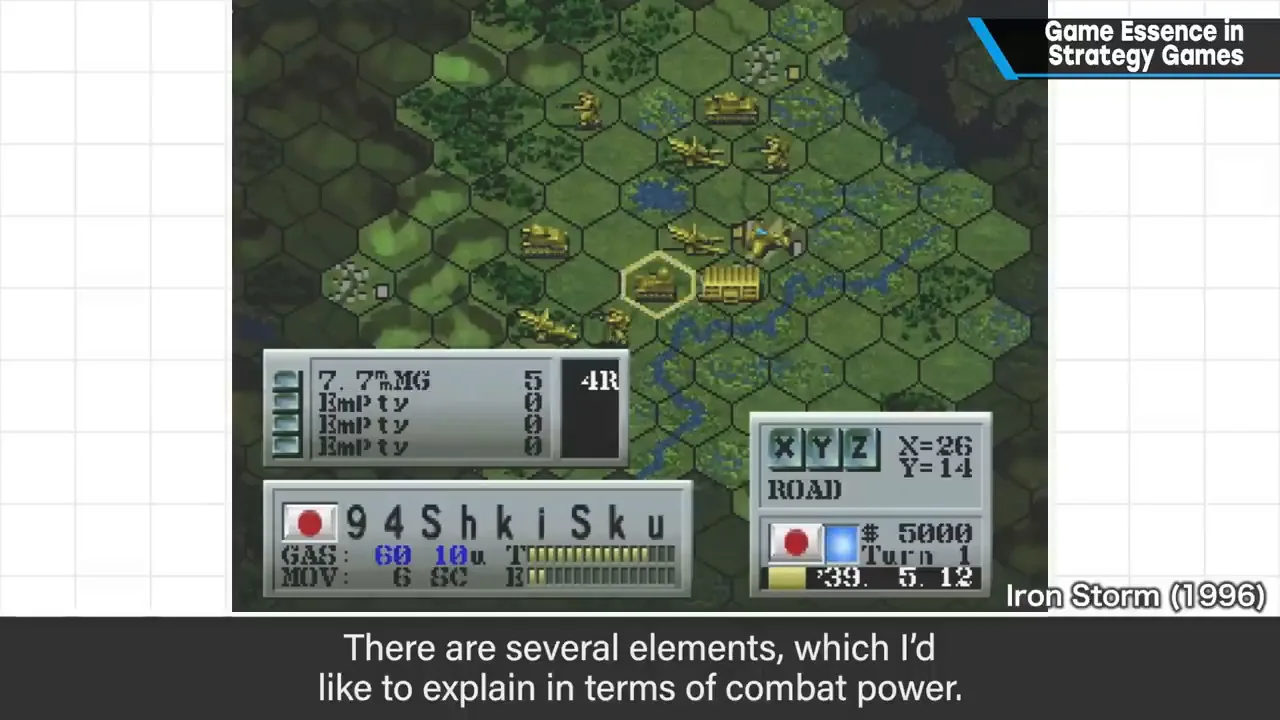 Game Essence in
Strategy Games
7. 7mmMG 5 4R
Empty 0
Empty 0
Empty 0
X Y Z X=26
Y=14
ROAD
94ShkiSku
GAS: 60 10u T
MOV: 6 SC E
# 5000
Turn 1
'39. 5. 12
Iron Storm (1996)
There are several elements, which I'd
like to explain in terms of combat power.